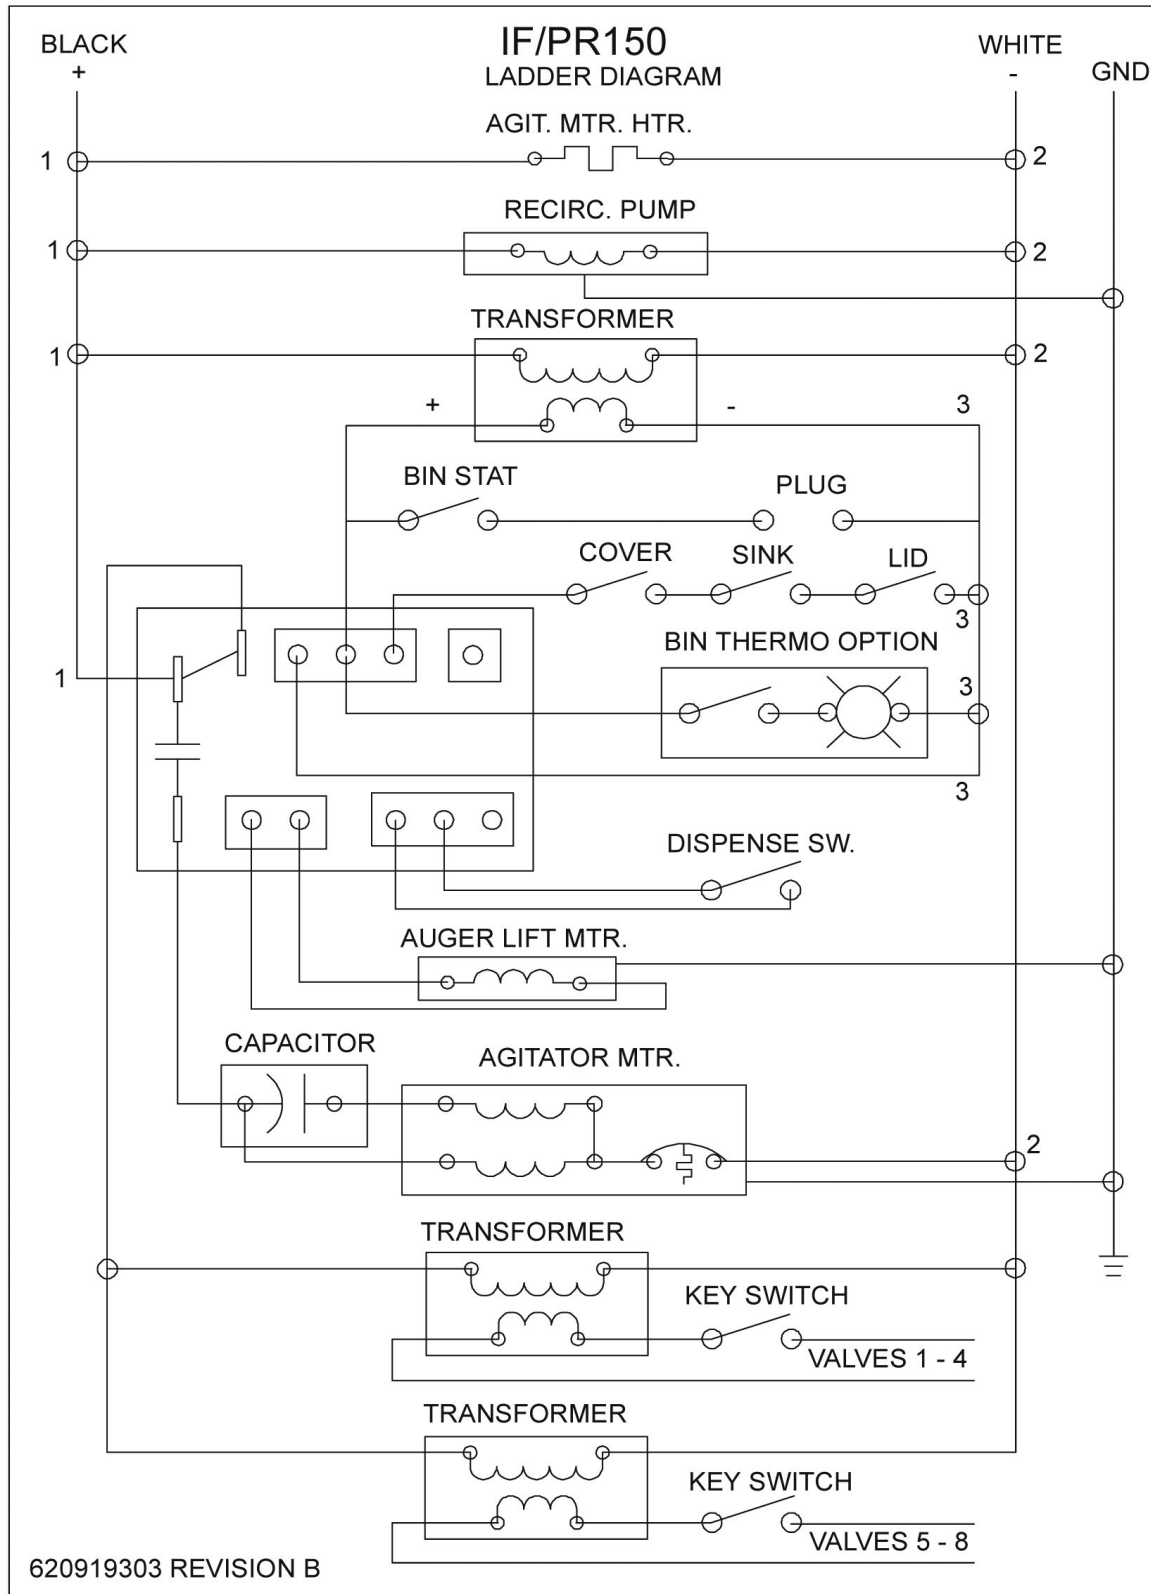 BLACK
IF/PR150
WHITE
+
LADDER DIAGRAM
-
GND
AGIT. MTR. HTR.
1
2
RECIRC. PUMP
1
2
TRANSFORMER
1
2
+
-
3
BIN STAT
PLUG
COVER
SINK
LID
3
BIN THERMO OPTION
1
3
3
DISPENSE SW.
AUGER LIFT MTR.
CAPACITOR
AGITATOR MTR.
2
TRANSFORMER
KEY SWITCH
VALVES 1 - 4
TRANSFORMER
KEY SWITCH
VALVES 5 - 8
620919303 REVISION B